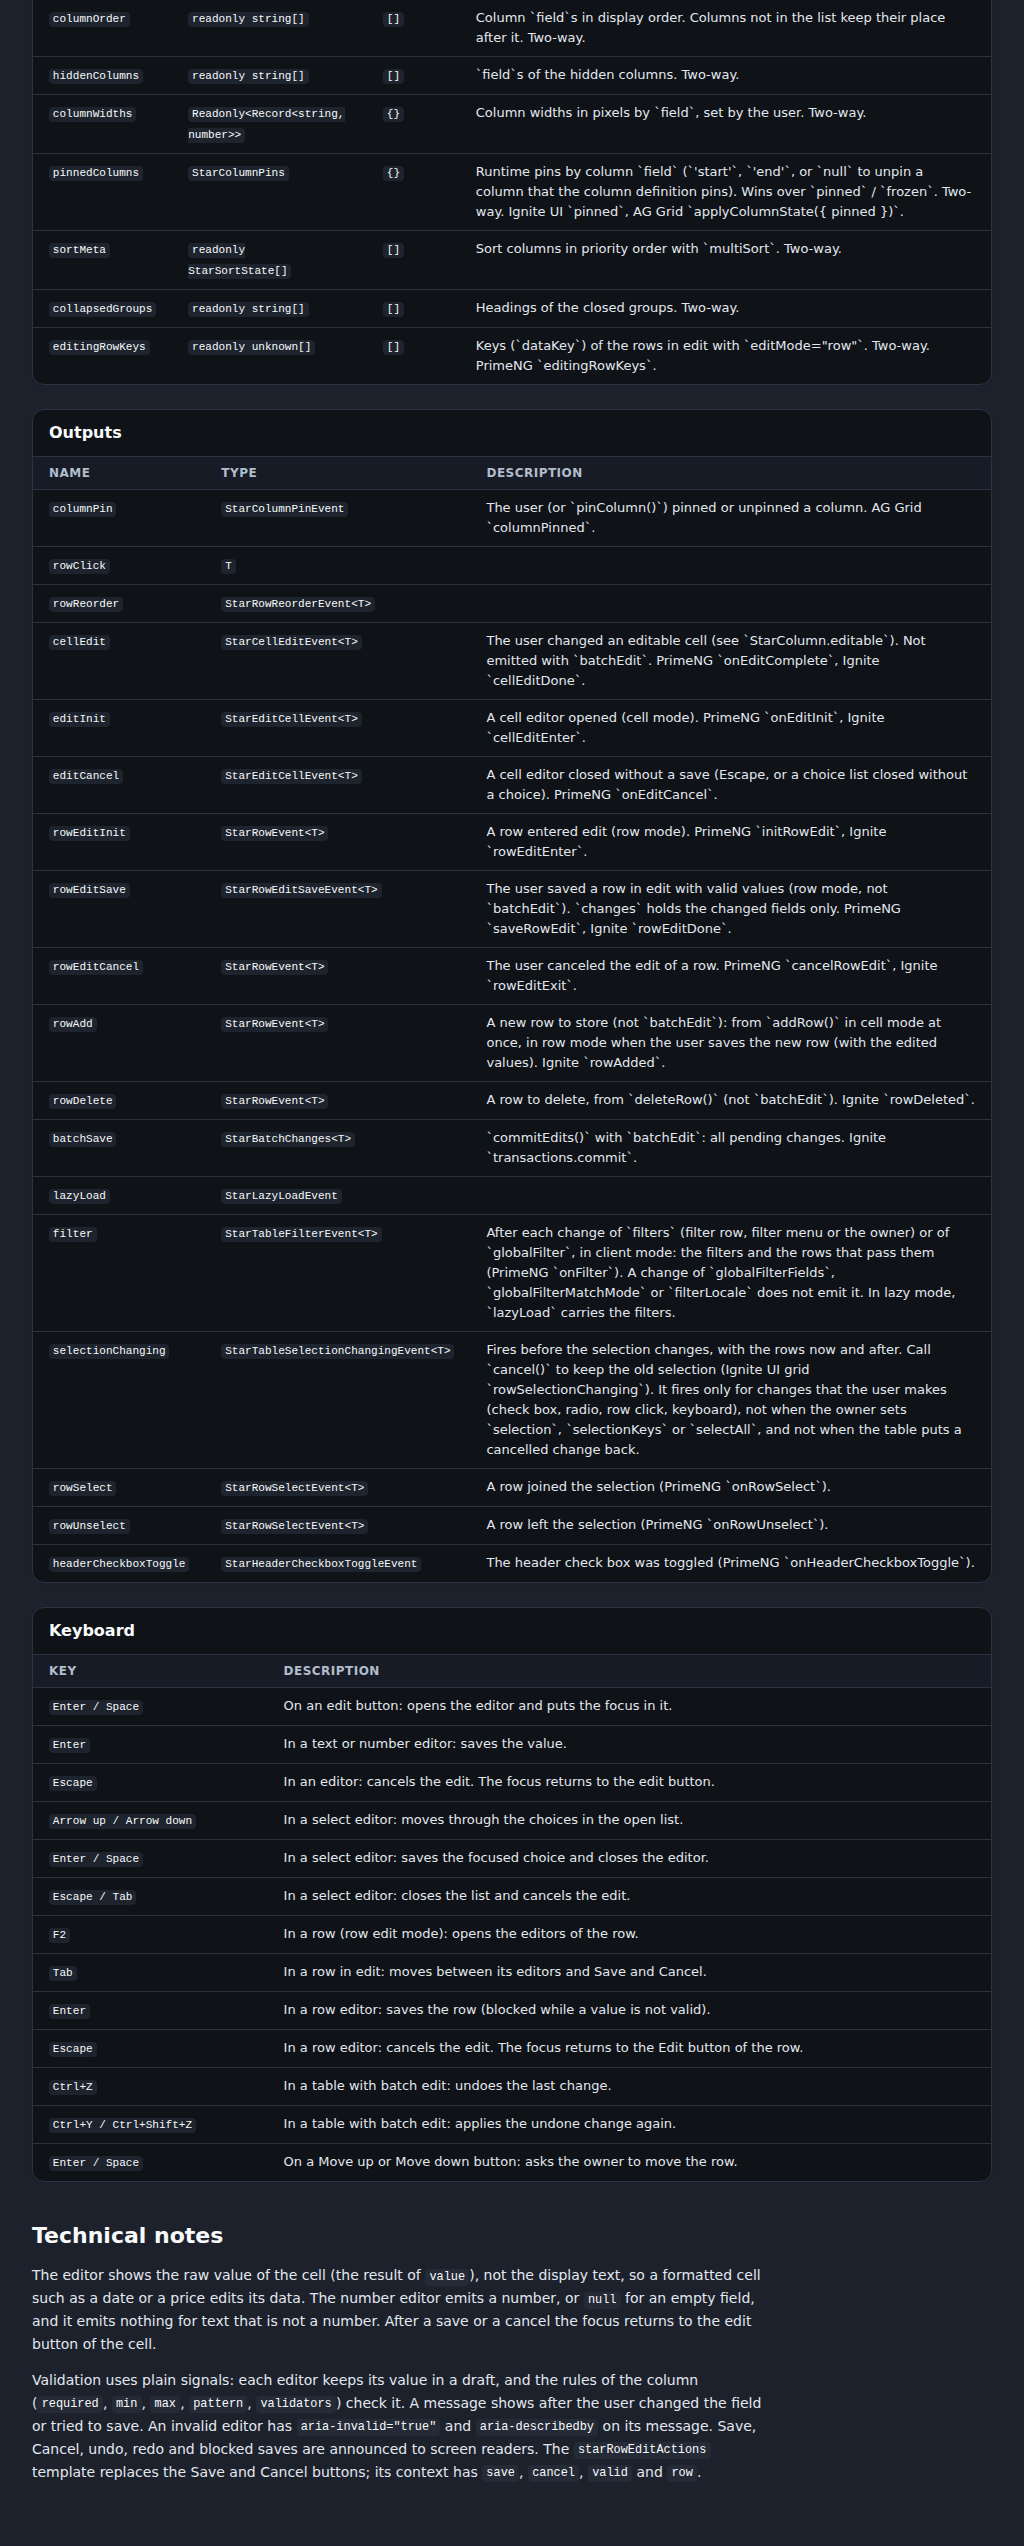 columnOrder readonly string[] [] Column `field`s in display order. Columns not in the list keep their place
after it. Two-way.
hiddenColumns readonly string[] [] `field`s of the hidden columns. Two-way.
columnWidths Readonly<Record<string, {} Column widths in pixels by `field`, set by the user. Two-way.
number>>
pinnedColumns StarColumnPins {} Runtime pins by column `field` (`'start'`, `'end'`, or `null` to unpin a
column that the column definition pins). Wins over `pinned` / `frozen`. Two-
way. Ignite UI `pinned`, AG Grid `applyColumnState({ pinned })`.
sortMeta readonly [] Sort columns in priority order with `multiSort`. Two-way.
StarSortState[]
collapsedGroups readonly string[] [] Headings of the closed groups. Two-way.
editingRowKeys readonly unknown[] [] Keys (`dataKey`) of the rows in edit with `editMode="row"`. Two-way.
PrimeNG `editingRowKeys`.
Outputs
NAME TYPE DESCRIPTION
columnPin StarColumnPinEvent The user (or `pinColumn()`) pinned or unpinned a column. AG Grid
`columnPinned`.
rowClick T
rowReorder StarRowReorderEvent<T>
cellEdit StarCellEditEvent<T> The user changed an editable cell (see `StarColumn.editable`). Not
emitted with `batchEdit`. PrimeNG `onEditComplete`, Ignite
`cellEditDone`.
editInit StarEditCellEvent<T> A cell editor opened (cell mode). PrimeNG `onEditInit`, Ignite
`cellEditEnter`.
editCancel StarEditCellEvent<T> A cell editor closed without a save (Escape, or a choice list closed without
a choice). PrimeNG `onEditCancel`.
rowEditInit StarRowEvent<T> A row entered edit (row mode). PrimeNG `initRowEdit`, Ignite
`rowEditEnter`.
rowEditSave StarRowEditSaveEvent<T> The user saved a row in edit with valid values (row mode, not
`batchEdit`). `changes` holds the changed fields only. PrimeNG
`saveRowEdit`, Ignite `rowEditDone`.
rowEditCancel StarRowEvent<T> The user canceled the edit of a row. PrimeNG `cancelRowEdit`, Ignite
`rowEditExit`.
rowAdd StarRowEvent<T> A new row to store (not `batchEdit`): from `addRow()` in cell mode at
once, in row mode when the user saves the new row (with the edited
values). Ignite `rowAdded`.
rowDelete StarRowEvent<T> A row to delete, from `deleteRow()` (not `batchEdit`). Ignite `rowDeleted`.
batchSave StarBatchChanges<T> `commitEdits()` with `batchEdit`: all pending changes. Ignite
`transactions.commit`.
lazyLoad StarLazyLoadEvent
filter StarTableFilterEvent<T> After each change of `filters` (filter row, filter menu or the owner) or of
`globalFilter`, in client mode: the filters and the rows that pass them
(PrimeNG `onFilter`). A change of `globalFilterFields`,
`globalFilterMatchMode` or `filterLocale` does not emit it. In lazy mode,
`lazyLoad` carries the filters.
selectionChanging StarTableSelectionChangingEvent<T> Fires before the selection changes, with the rows now and after. Call
`cancel()` to keep the old selection (Ignite UI grid
`rowSelectionChanging`). It fires only for changes that the user makes
(check box, radio, row click, keyboard), not when the owner sets
`selection`, `selectionKeys` or `selectAll`, and not when the table puts a
cancelled change back.
rowSelect StarRowSelectEvent<T> A row joined the selection (PrimeNG `onRowSelect`).
rowUnselect StarRowSelectEvent<T> A row left the selection (PrimeNG `onRowUnselect`).
headerCheckboxToggle StarHeaderCheckboxToggleEvent The header check box was toggled (PrimeNG `onHeaderCheckboxToggle`).
Keyboard
KEY DESCRIPTION
Enter / Space On an edit button: opens the editor and puts the focus in it.
Enter In a text or number editor: saves the value.
Escape In an editor: cancels the edit. The focus returns to the edit button.
Arrow up / Arrow down In a select editor: moves through the choices in the open list.
Enter / Space In a select editor: saves the focused choice and closes the editor.
Escape / Tab In a select editor: closes the list and cancels the edit.
F2 In a row (row edit mode): opens the editors of the row.
Tab In a row in edit: moves between its editors and Save and Cancel.
Enter In a row editor: saves the row (blocked while a value is not valid).
Escape In a row editor: cancels the edit. The focus returns to the Edit button of the row.
Ctrl+Z In a table with batch edit: undoes the last change.
Ctrl+Y / Ctrl+Shift+Z In a table with batch edit: applies the undone change again.
Enter / Space On a Move up or Move down button: asks the owner to move the row.
Technical notes
The editor shows the raw value of the cell (the result of value ), not the display text, so a formatted cell
such as a date or a price edits its data. The number editor emits a number, or null for an empty field,
and it emits nothing for text that is not a number. After a save or a cancel the focus returns to the edit
button of the cell.
Validation uses plain signals: each editor keeps its value in a draft, and the rules of the column
( required , min , max , pattern , validators ) check it. A message shows after the user changed the field
or tried to save. An invalid editor has aria-invalid="true" and aria-describedby on its message. Save,
Cancel, undo, redo and blocked saves are announced to screen readers. The starRowEditActions
template replaces the Save and Cancel buttons; its context has save , cancel , valid and row .